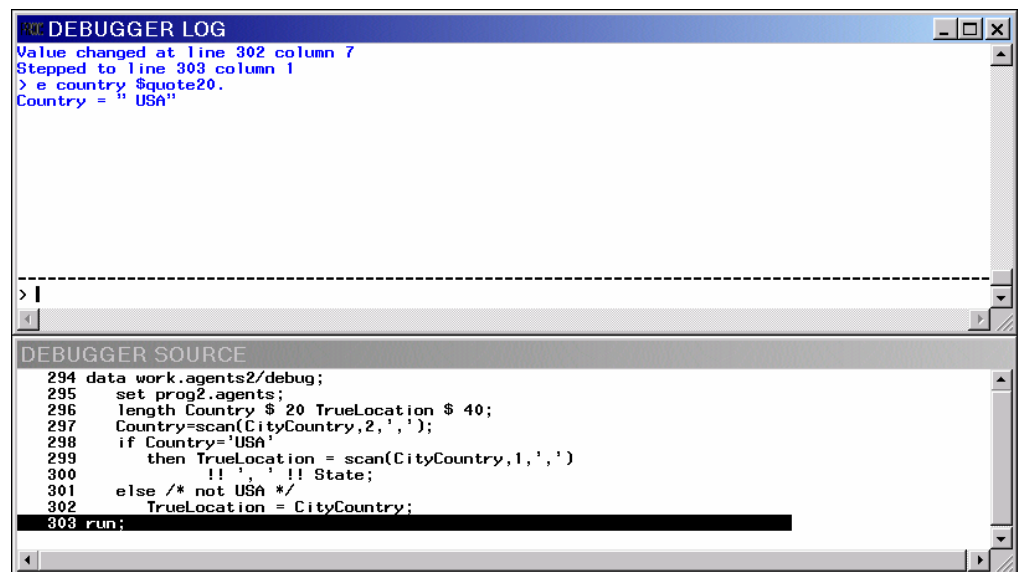 DEBUGGER LOG
Value changed at line 302 column 7
Stepped to line 303 column 1
> e country $quote20.
Country = " USA"
>
DEBUGGER SOURCE
294 data work.agents2/debug;
295 set prog2.agents;
296 length Country $ 20 TrueLocation $ 40;
297 Country=scan(CityCountry,2,',');
298 if Country='USA'
299 then TrueLocation = scan(CityCountry,1,',')
300 !! ', ' !! State;
301 else /* not USA */
302 TrueLocation = CityCountry;
303 run;